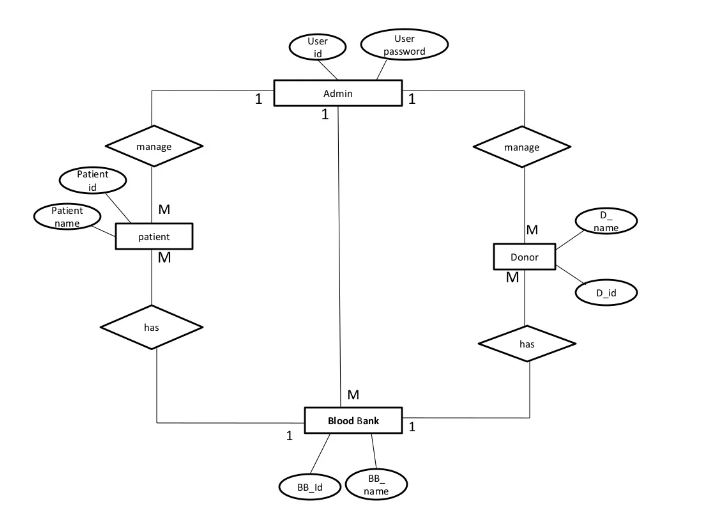 User
id
User
password
Admin
1
1
1
manage
manage
Patient
id
M
Patient
name
patient
M
D_
name
M
Donor
M
D_id
has
has
M
Blood Bank
1
1
BB_Id
BB_
name